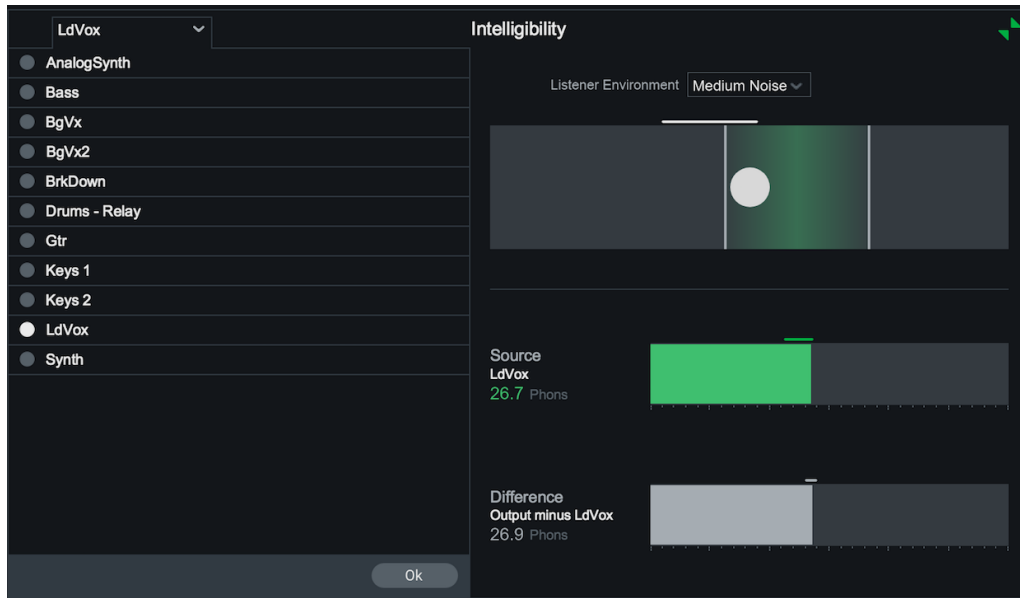 LdVox
AnalogSynth
Bass
BgVx
BgVx2
BrkDown
Drums - Relay
Gtr
Keys 1
Keys 2
LdVox
Synth
Ok
Intelligibility
Listener Environment Medium Noise
Source
LdVox
26.7 Phons
Difference
Output minus LdVox
26.9 Phons